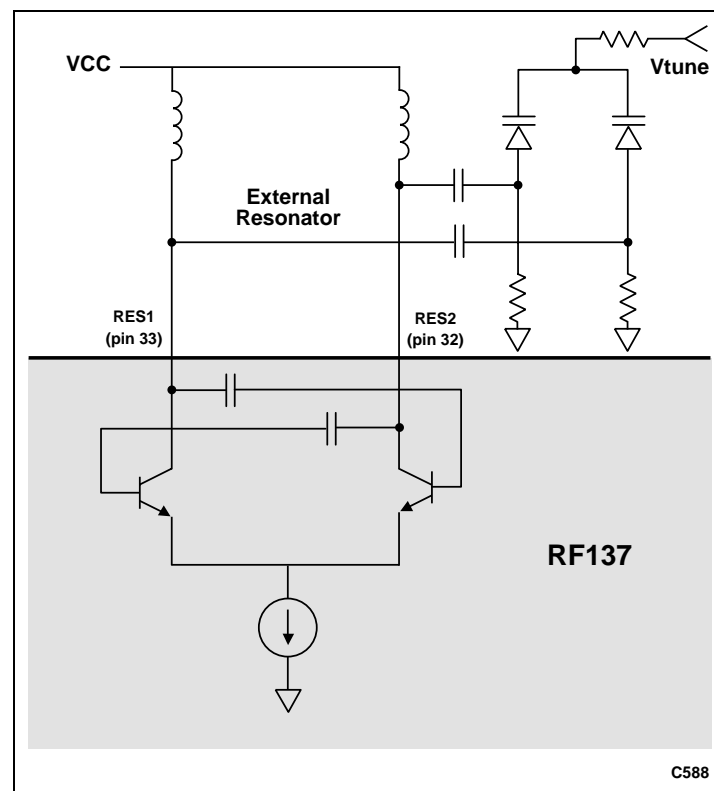 VCC
Vtune
External
Resonator
RES1
(pin 33)
RES2
(pin 32)
RF137
C588